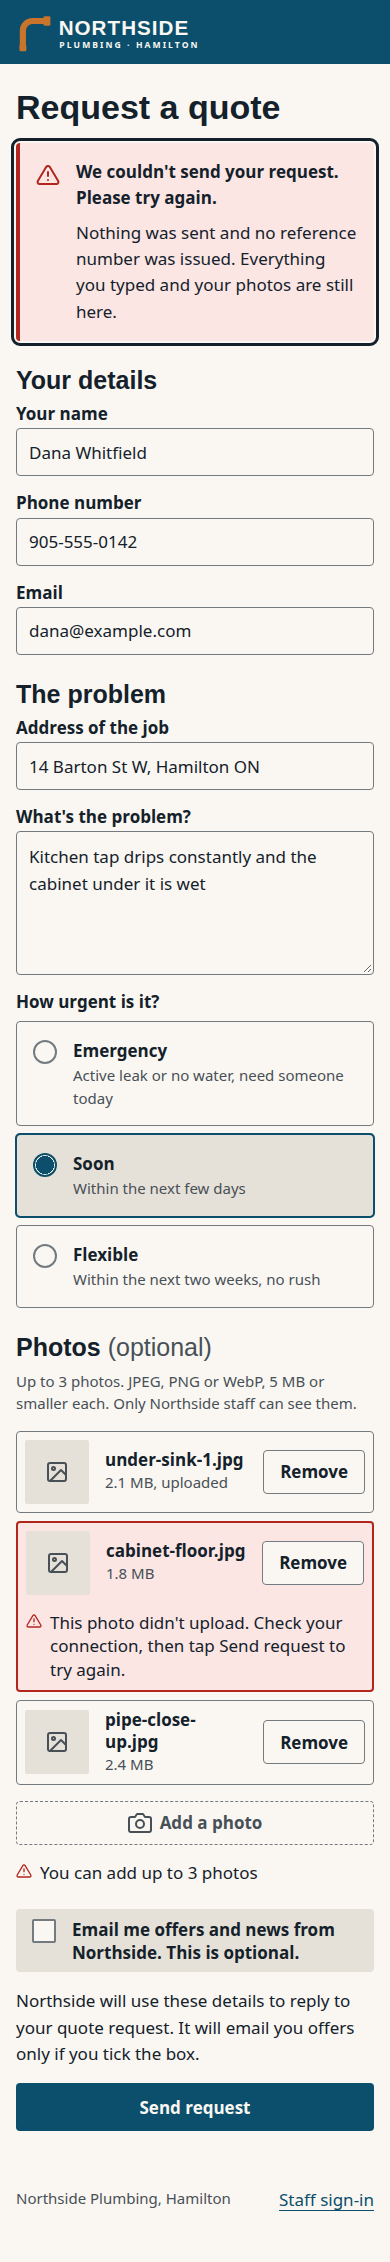 NORTHSIDE
PLUMBING · HAMILTON
Request a quote
We couldn't send your request.
Please try again.
Nothing was sent and no reference
number was issued. Everything
you typed and your photos are still
here.
Your details
Your name
Dana Whitfield
Phone number
905-555-0142
Email
dana@example.com
The problem
Address of the job
14 Barton St W, Hamilton ON
What's the problem?
Kitchen tap drips constantly and the
cabinet under it is wet
How urgent is it?
Emergency
Active leak or no water, need someone
today
Soon
Within the next few days
Flexible
Within the next two weeks, no rush
Photos (optional)
Up to 3 photos. JPEG, PNG or WebP, 5 MB or
smaller each. Only Northside staff can see them.
under-sink-1.jpg
2.1 MB, uploaded
Remove
cabinet-floor.jpg
1.8 MB
Remove
This photo didn't upload. Check your
connection, then tap Send request to
try again.
pipe-close-
up.jpg
2.4 MB
Remove
Add a photo
You can add up to 3 photos
Email me offers and news from
Northside. This is optional.
Northside will use these details to reply to
your quote request. It will email you offers
only if you tick the box.
Send request
Northside Plumbing, Hamilton
Staff sign-in